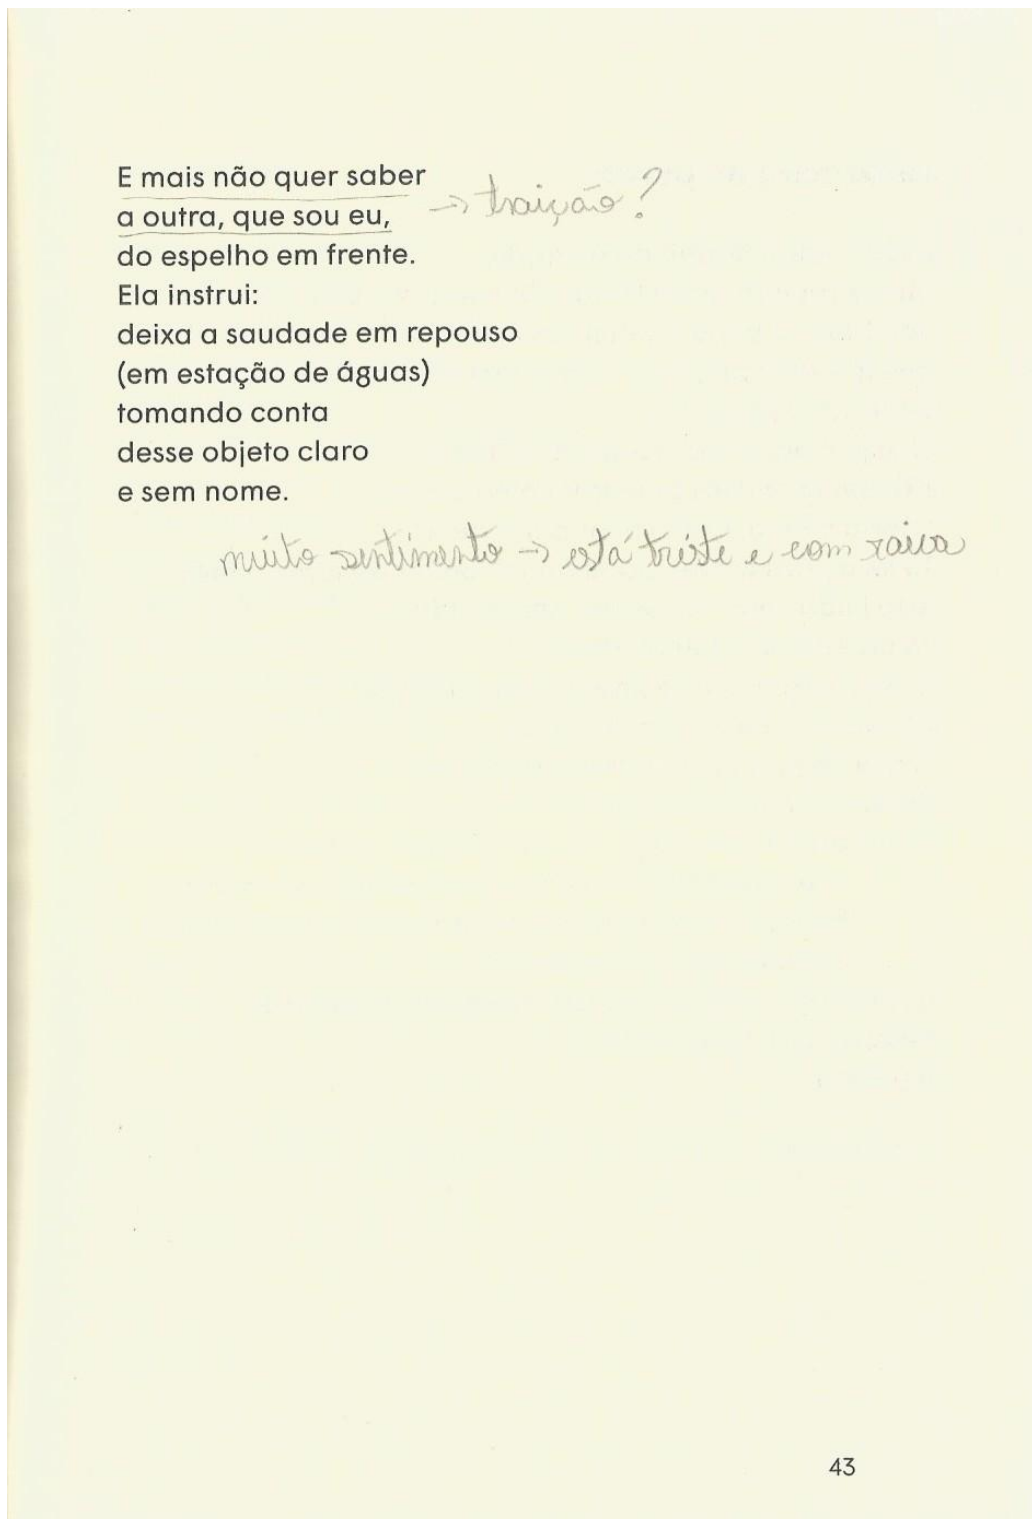 E mais não quer saber
a outra, que sou eu,
→ traição?
do espelho em frente.
Ela instrui:
deixa a saudade em repouso
(em estação de águas)
tomando conta
desse objeto claro
e sem nome.
muito sentimento → está triste e com raiva
43